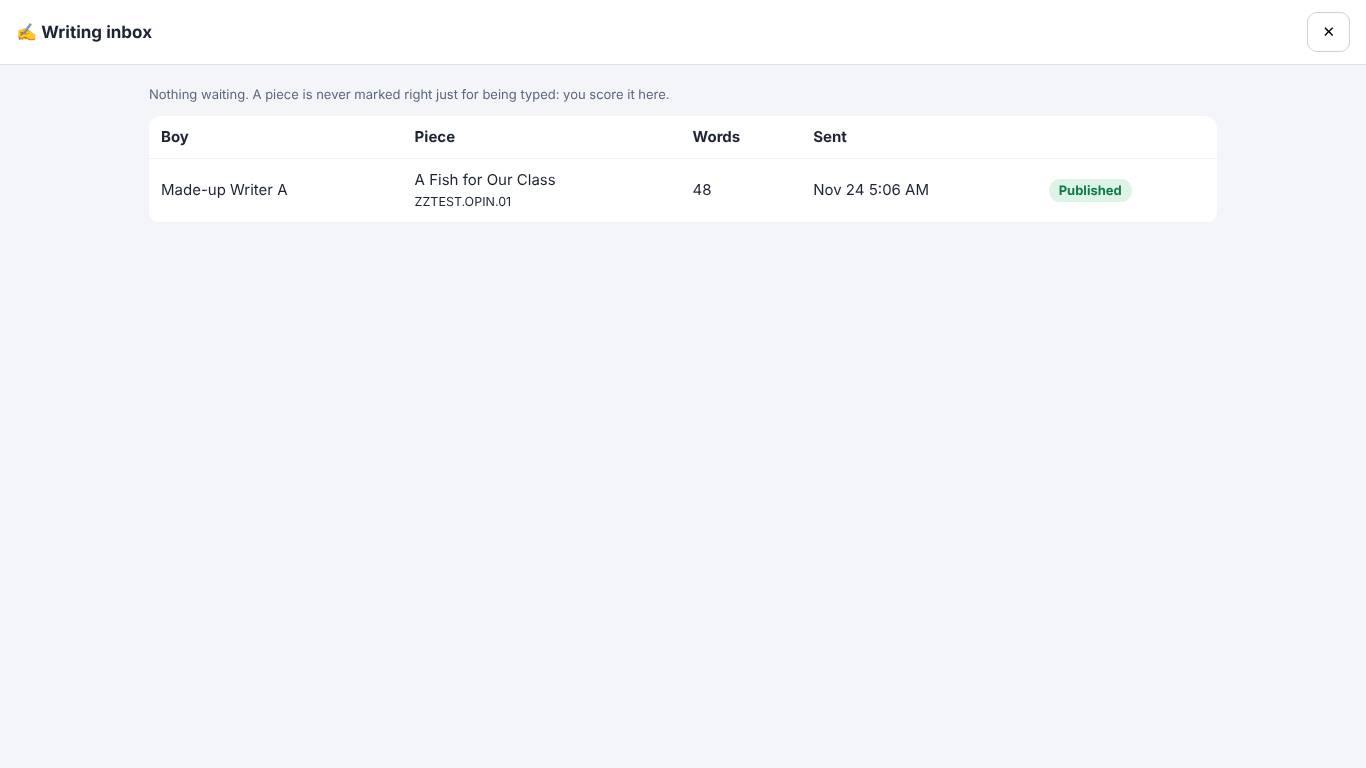 ✍️ Writing inbox
✕
Nothing waiting. A piece is never marked right just for being typed: you score it here.
Boy Piece Words Sent
Made-up Writer A A Fish for Our Class 48 Nov 24 5:06 AM Published
ZZTEST.OPIN.01